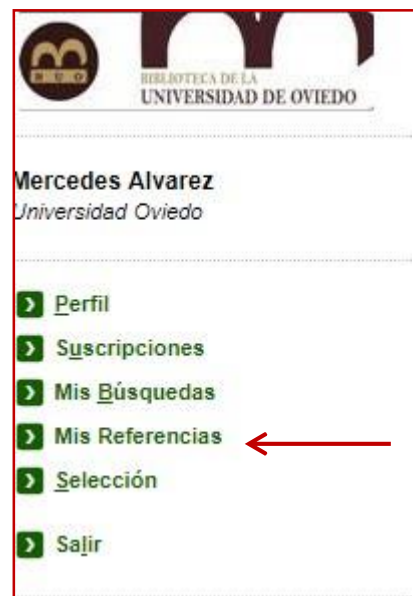 BUO
BIBLIOTECA DE LA
UNIVERSIDAD DE OVIEDO
Mercedes Alvarez
Universidad Oviedo
Perfil
Suscripciones
Mis Búsquedas
Mis Referencias
Selección
Salir